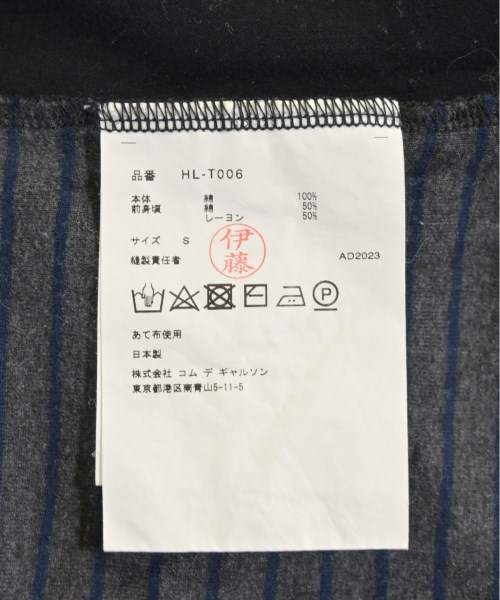 品番 HL-T006
本体 綿 100%
前身頃 綿 50%
レーヨン 50%
サイズ S
伊藤
縫製責任者 AD2023
P
あて布使用
日本製
株式会社 コム デ ギャルソン
東京都港区南青山5-11-5